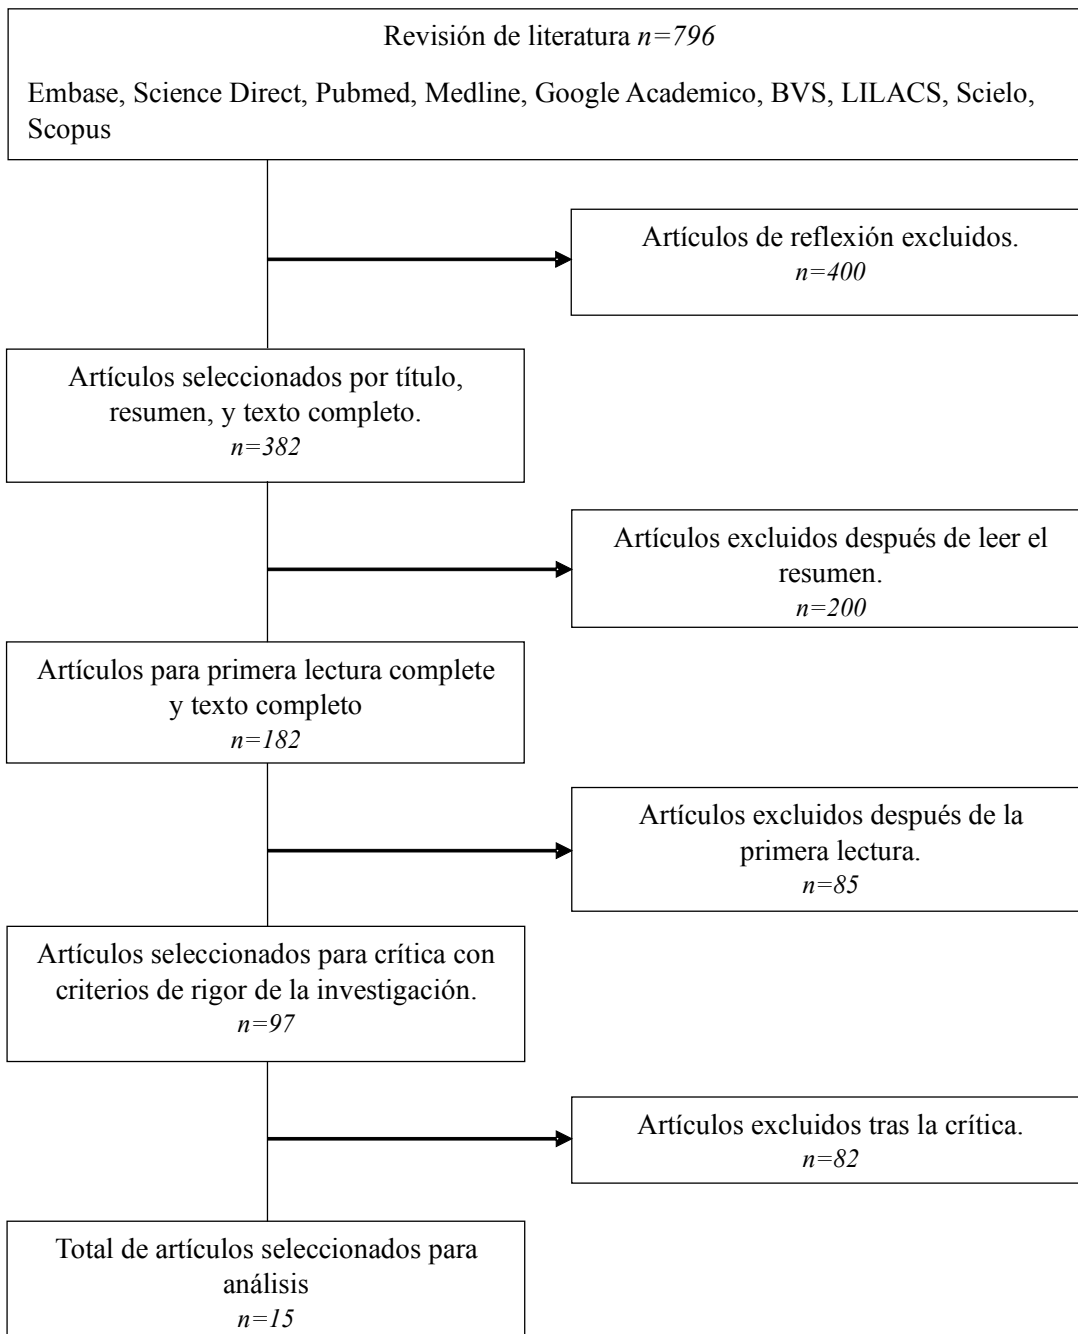 Revisión de literatura n=796
Embase, Science Direct, Pubmed, Medline, Google Academico, BVS, LILACS, Scielo,
Scopus
Artículos de reflexión excluidos.
n=400
Artículos seleccionados por título,
resumen, y texto completo.
n=382
Artículos excluidos después de leer el
resumen.
n=200
Artículos para primera lectura complete
y texto completo
n=182
Artículos excluidos después de la
primera lectura.
n=85
Artículos seleccionados para crítica con
criterios de rigor de la investigación.
n=97
Artículos excluidos tras la crítica.
n=82
Total de artículos seleccionados para
análisis
n=15